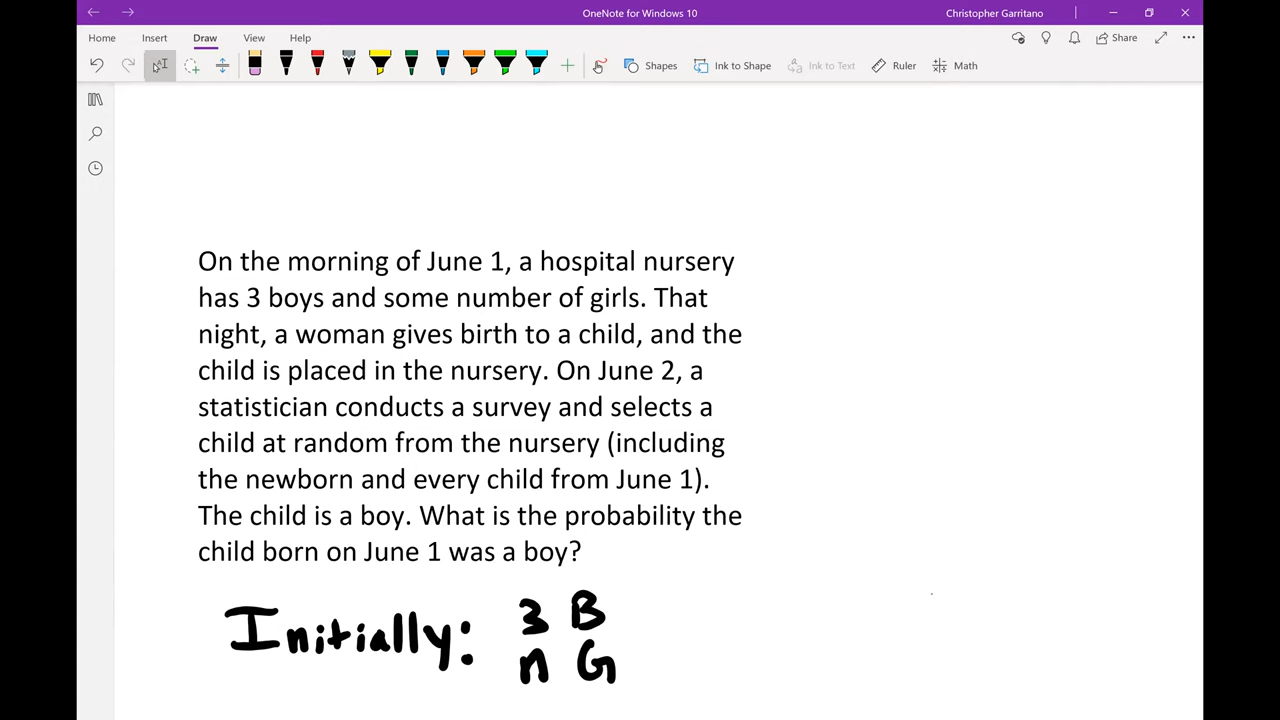 OneNote for Windows 10
Christopher Garritano
Home Insert Draw View Help
Share
Shapes Ink to Shape Ink to Text Ruler Math
On the morning of June 1, a hospital nursery
has 3 boys and some number of girls. That
night, a woman gives birth to a child, and the
child is placed in the nursery. On June 2, a
statistician conducts a survey and selects a
child at random from the nursery (including
the newborn and every child from June 1).
The child is a boy. What is the probability the
child born on June 1 was a boy?
Initially: 3 B
n G